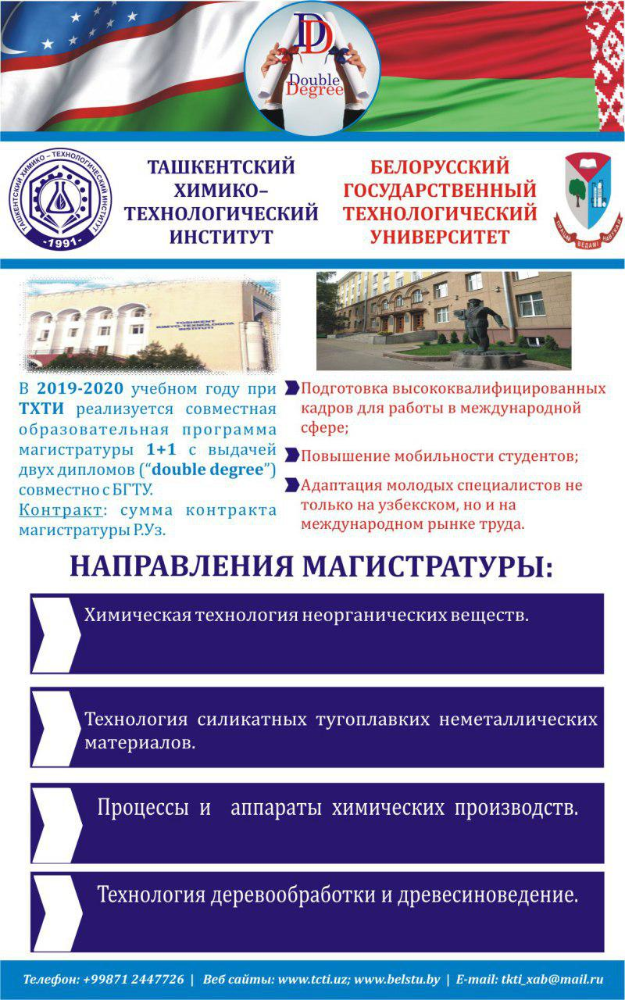 DD
Double
Degree
ТАШКЕНТСКИЙ ХИМИКО – ТЕХНОЛОГИЧЕСКИЙ ИНСТИТУТ
-1991-
ТАШКЕНТСКИЙ
ХИМИКО–
ТЕХНОЛОГИЧЕСКИЙ
ИНСТИТУТ
БЕЛОРУССКИЙ
ГОСУДАРСТВЕННЫЙ
ТЕХНОЛОГИЧЕСКИЙ
УНИВЕРСИТЕТ
ПРАЦАЙ ВЕДАМІ НАВУКАЙ
TOSHKENT
KIMYO-TEXNOLOGIYA
INSTITUTI
В 2019-2020 учебном году при
ТХТИ реализуется совместная
образовательная программа
магистратуры 1+1 с выдачей
двух дипломов (“double degree”)
совместно с БГТУ.
Контракт: сумма контракта
магистратуры Р.Уз.
Подготовка высококвалифицированных
кадров для работы в международной
сфере;
Повышение мобильности студентов;
Адаптация молодых специалистов не
только на узбекском, но и на
международном рынке труда.
НАПРАВЛЕНИЯ МАГИСТРАТУРЫ:
Химическая технология неорганических веществ.
Технология силикатных тугоплавких неметаллических
материалов.
Процессы и аппараты химических производств.
Технология деревообработки и древесиноведение.
Телефон: +99871 2447726 | Веб сайты: www.tcti.uz; www.belstu.by | E-mail: tkti_xab@mail.ru